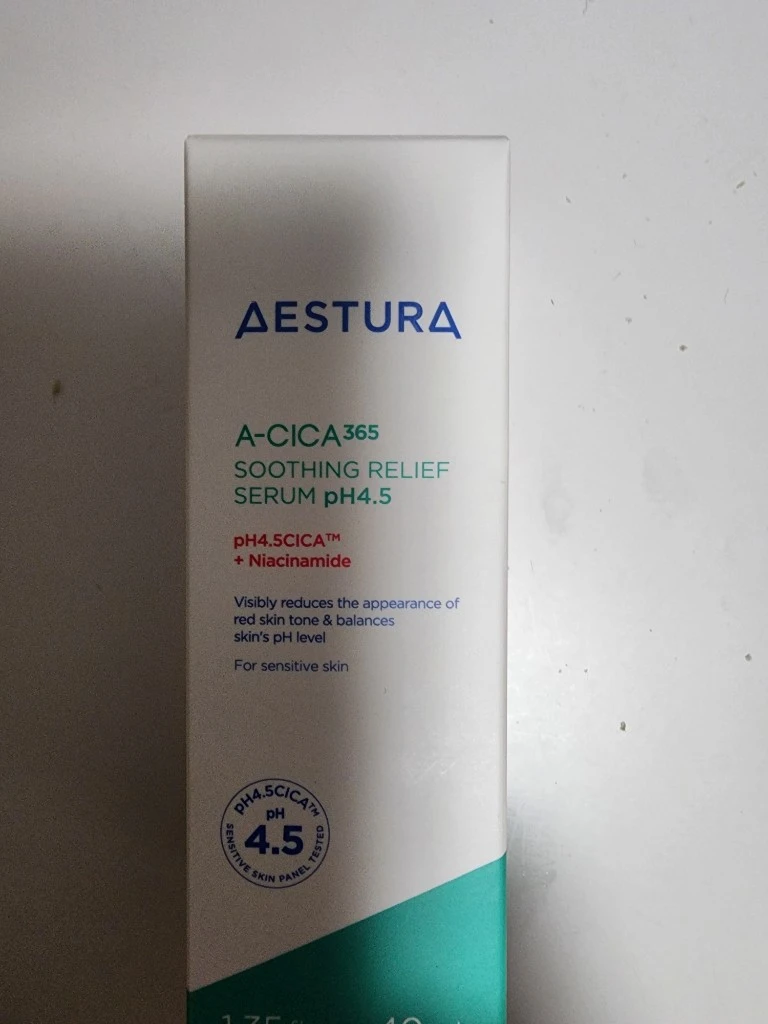 AESTURA
A-CICA365
SOOTHING RELIEF
SERUM pH4.5
pH4.5CICA™
+ Niacinamide
Visibly reduces the appearance of
red skin tone & balances
skin's pH level
For sensitive skin
pH4.5CICA™
pH
4.5
SENSITIVE SKIN PANEL TESTED